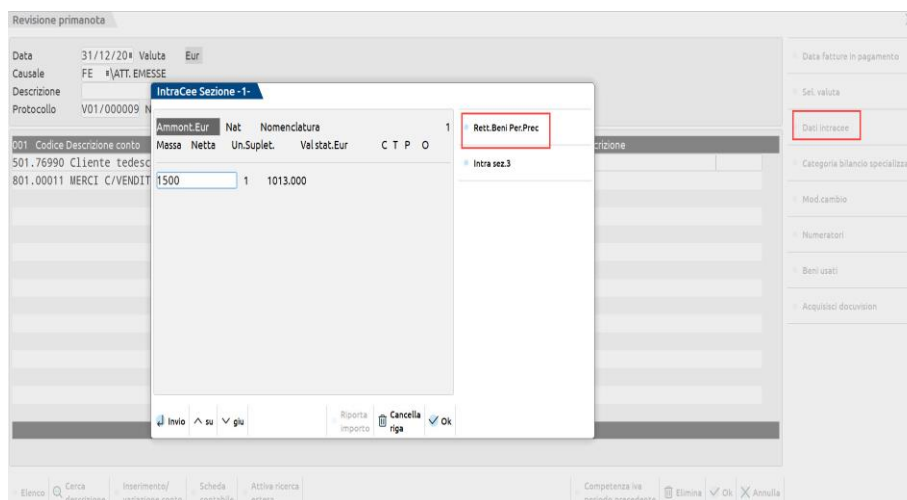 Revisione primanota
Data 31/12/20 Valuta Eur
Causale FE \ATT. EMESSE
Descrizione
Protocollo V01/000009 N
001 Codice Descrizione conto
crizione
501.76990 Cliente tedesc
801.00011 MERCI C/VENDIT
IntraCee Sezione -1-
Ammont.Eur Nat Nomenclatura 1
Massa Netta Un.Suplet. Val stat.Eur C T P O
1500 1 1013.000
Rett.Beni Per.Prec
Intra sez.3
Invio su giu
Riporta importo
Cancella riga
Ok
Data fatture in pagamento
Sel. valuta
Dati intracee
Categoria bilancio specializza
Mod.cambio
Numeratori
Beni usati
Acquisisci docuvision
Elenco
Cerca descrizione
Inserimento/ variazione conto
Scheda contabile
Attiva ricerca estera
Competenza iva periodo precedente
Elimina Ok Annulla